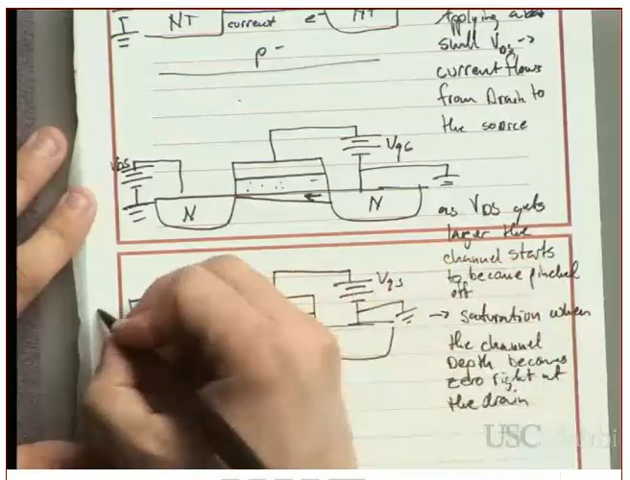 I
NT
current
e-
Applying a
small VDS →
p-
current flows
from Drain to
the source
VDS
Vgs
N
N
as VDS gets
larger the
channel starts
to become pinched
off
Vgs
→ saturation when
the channel
Depth becomes
zero right at
the drain
USC